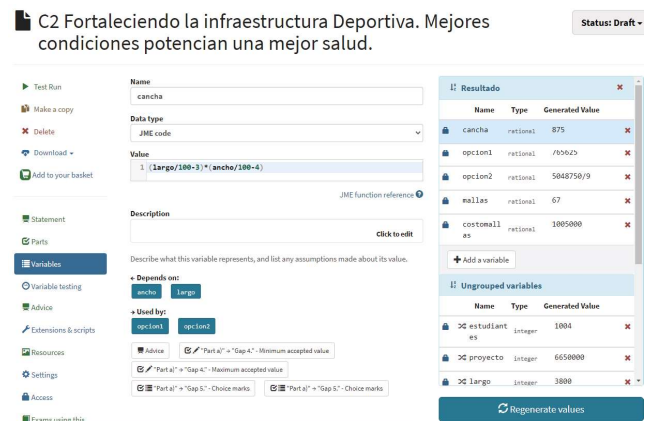 C2 Fortaleciendo la infraestructura Deportiva. Mejores
condiciones potencian una mejor salud.
Status: Draft
Test Run
Make a copy
Delete
Download
Add to your basket
Statement
Parts
Variables
Variable testing
Advice
Extensions & scripts
Resources
Settings
Access
Exams using this
Name
cancha
Data type
JME code
Value
1 (largo/100-3)*(ancho/100-4)
JME function reference
Description
Click to edit
Describe what this variable represents, and list any assumptions made about its value.
Depends on:
ancho largo
Used by:
opcion1 opcion2
Advice "Part a)" → "Gap 4." - Minimum accepted value
"Part a)" → "Gap 4." - Maximum accepted value
"Part a)" → "Gap 5." - Choice marks "Part a)" → "Gap 5." - Choice marks
Resultado
Name Type Generated Value
cancha rational 875
opcion1 rational 765625
opcion2 rational 5048750/9
mallas rational 67
costomall
as rational 1005000
Add a variable
Ungrouped variables
Name Type Generated Value
estudiant
es integer 1004
proyecto integer 6650000
largo integer 3800
Regenerate values